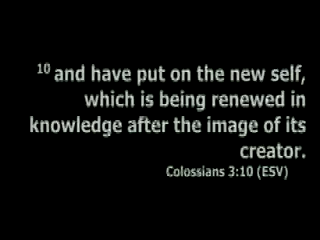 10 and have put on the new self,
which is being renewed in
knowledge after the image of its
creator.
Colossians 3:10 (ESV)